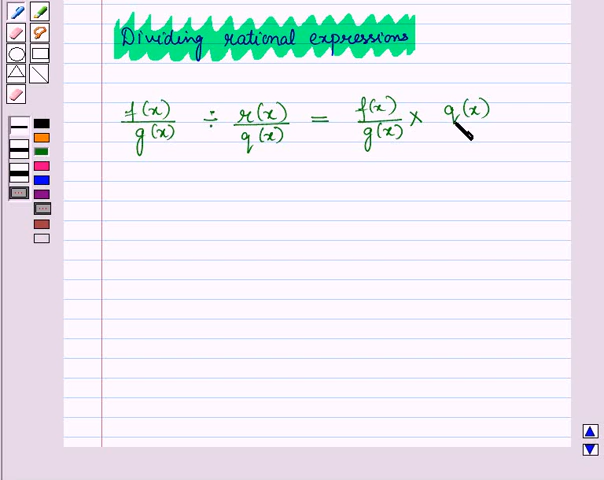 Dividing rational expressions
f(x)/g(x) ÷ r(x)/q(x) = f(x)/g(x) × q(x)